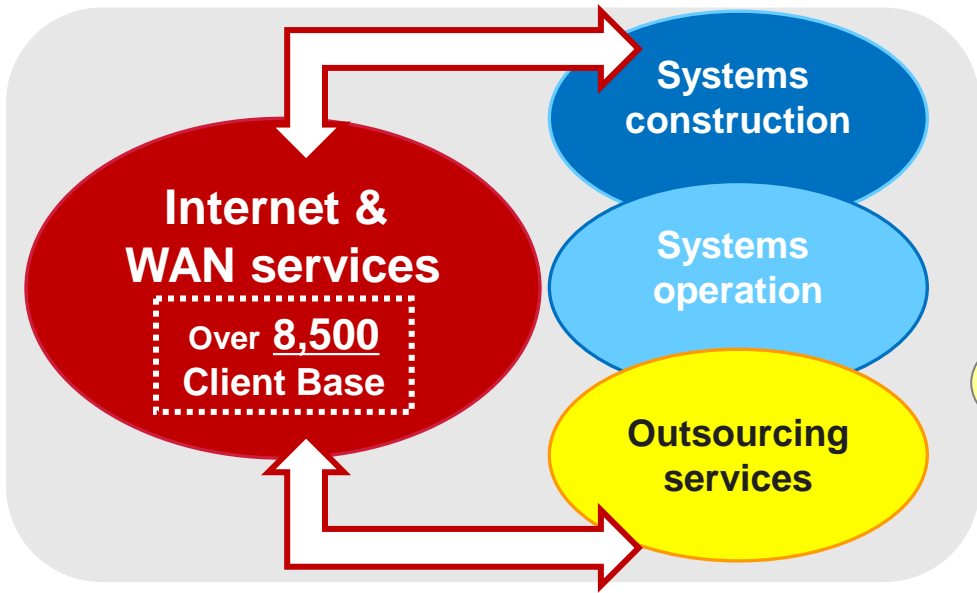 Internet &
WAN services
Over 8,500
Client Base
Systems
construction
Systems
operation
Outsourcing
services